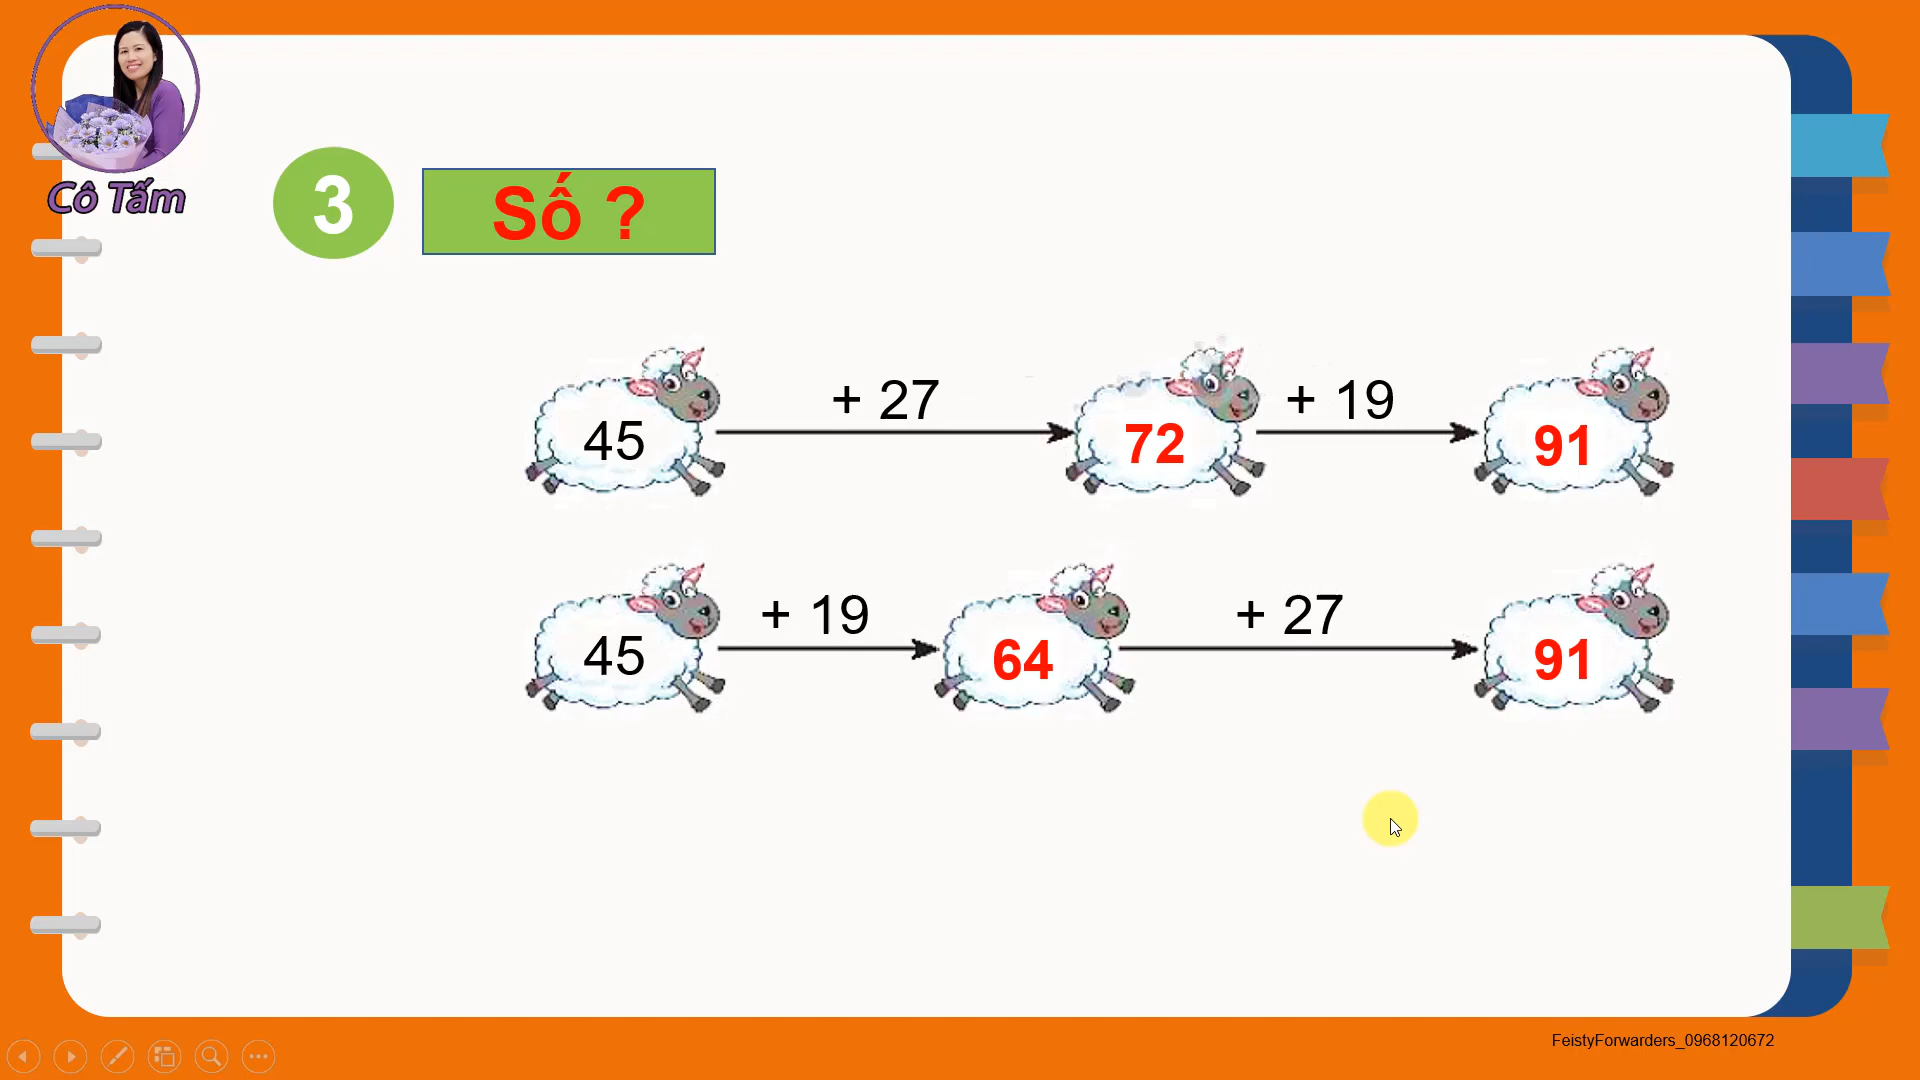 Cô Tấm
3
Số ?
45 + 27 72 + 19 91
45 + 19 64 + 27 91
FeistyForwarders_0968120672